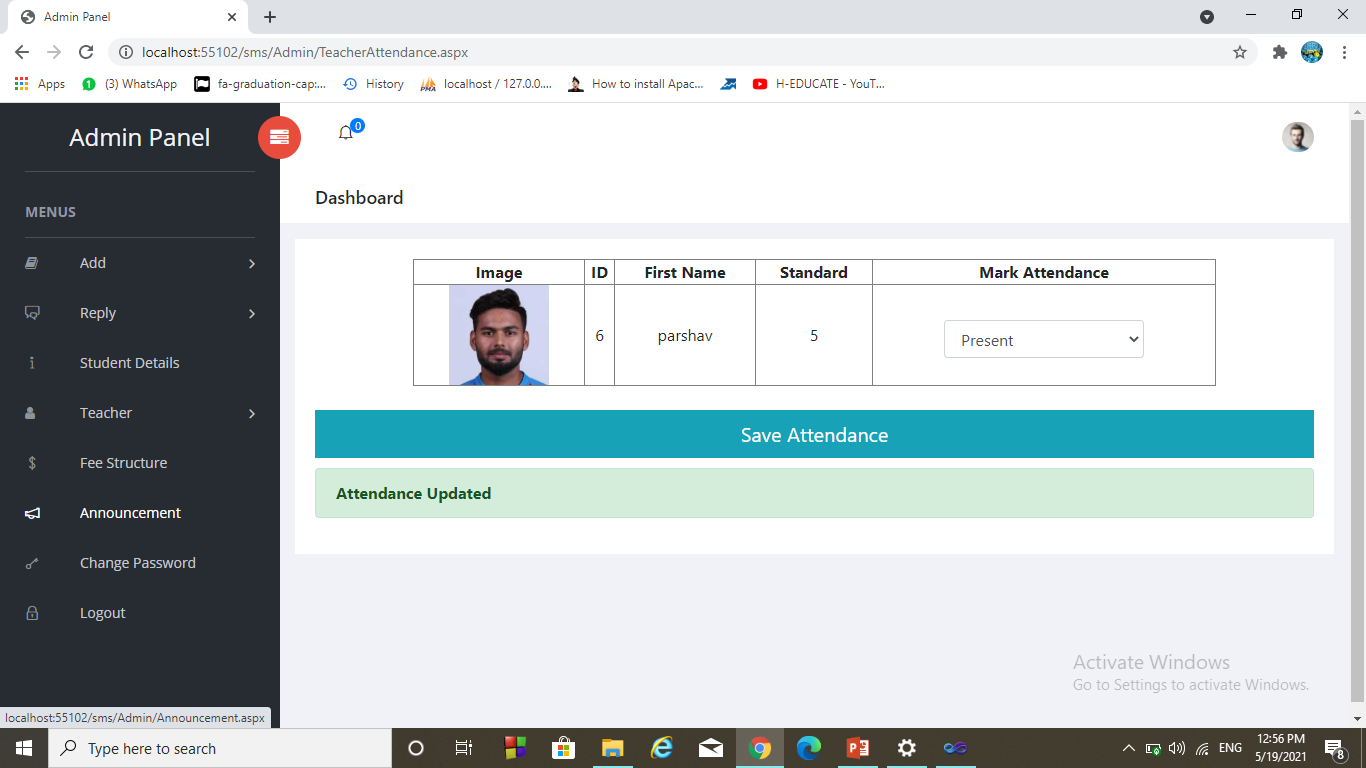 Admin Panel
localhost:55102/sms/Admin/TeacherAttendance.aspx
Apps
1
(3) WhatsApp
fa-graduation-cap:...
History
PMA
localhost / 127.0.0....
How to install Apac...
H-EDUCATE - YouT...
Admin Panel
0
Dashboard
MENUS
Add
Reply
Student Details
Teacher
Fee Structure
Announcement
Change Password
Logout
Image ID First Name Standard Mark Attendance
6 parshav 5 Present
Save Attendance
Attendance Updated
Activate Windows
Go to Settings to activate Windows.
localhost:55102/sms/Admin/Announcement.aspx
Type here to search
ENG
12:56 PM
5/19/2021
8